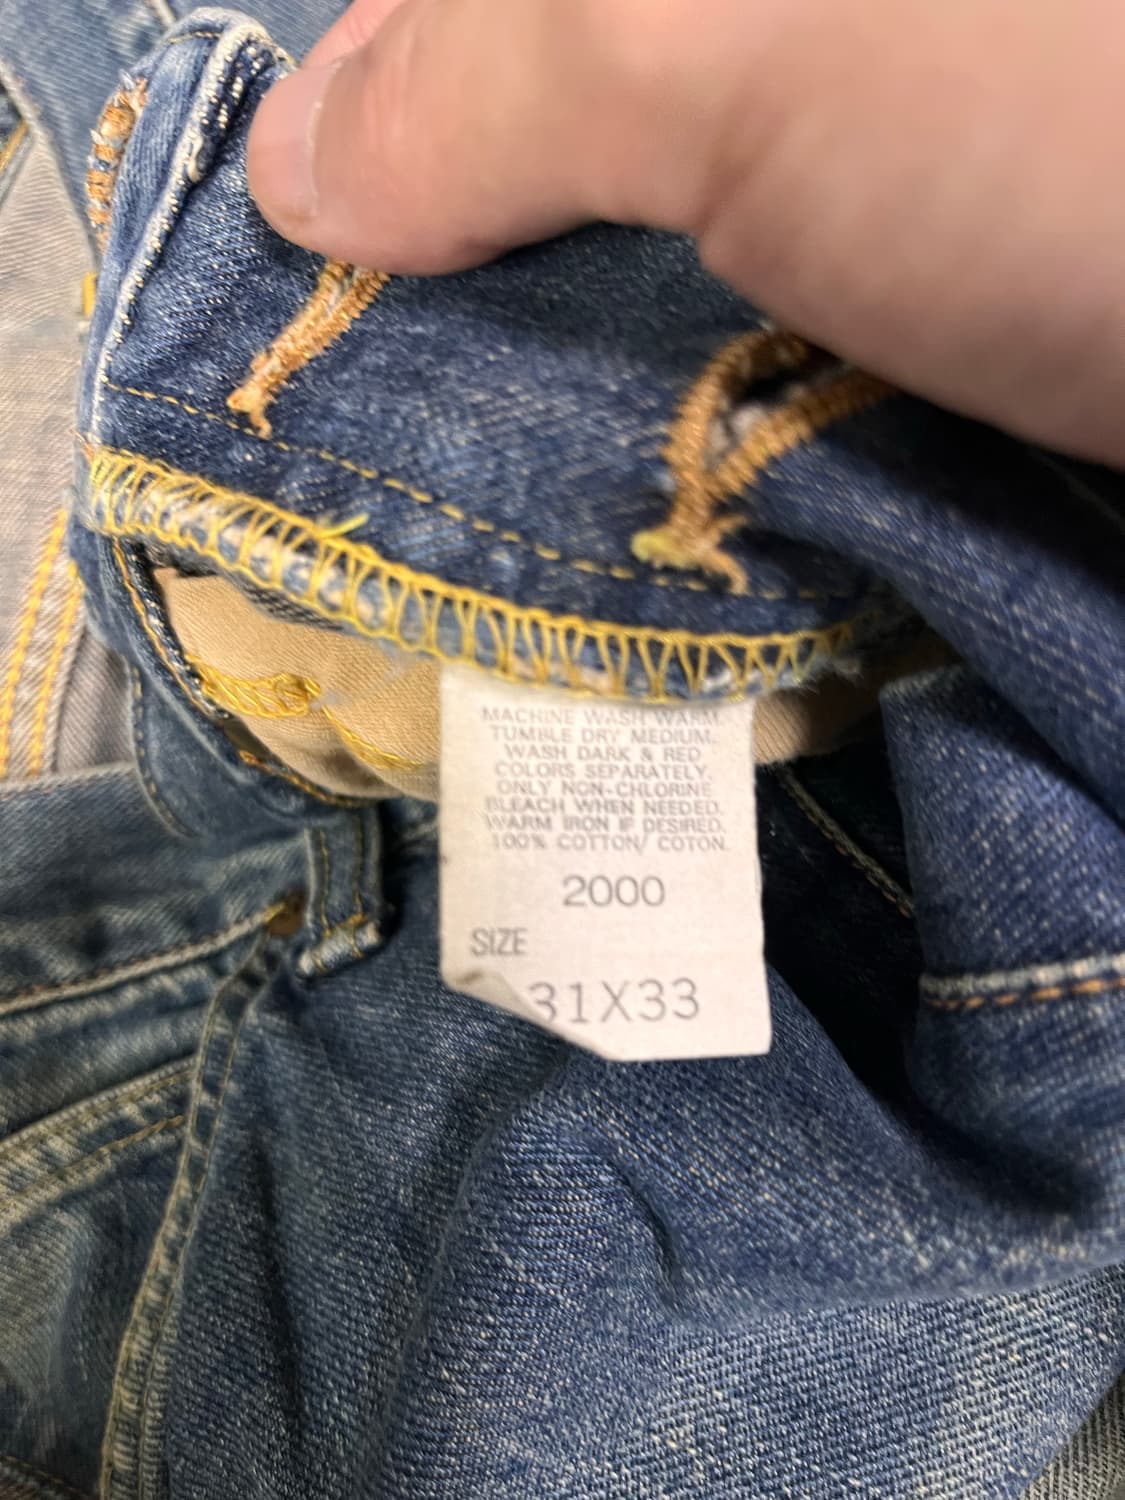 MACHINE WASH WARM.
TUMBLE DRY MEDIUM.
WASH DARK & RED
COLORS SEPARATELY.
ONLY NON-CHLORINE
BLEACH WHEN NEEDED.
WARM IRON IF DESIRED.
100% COTTON/ COTON.
2000
SIZE
31X33